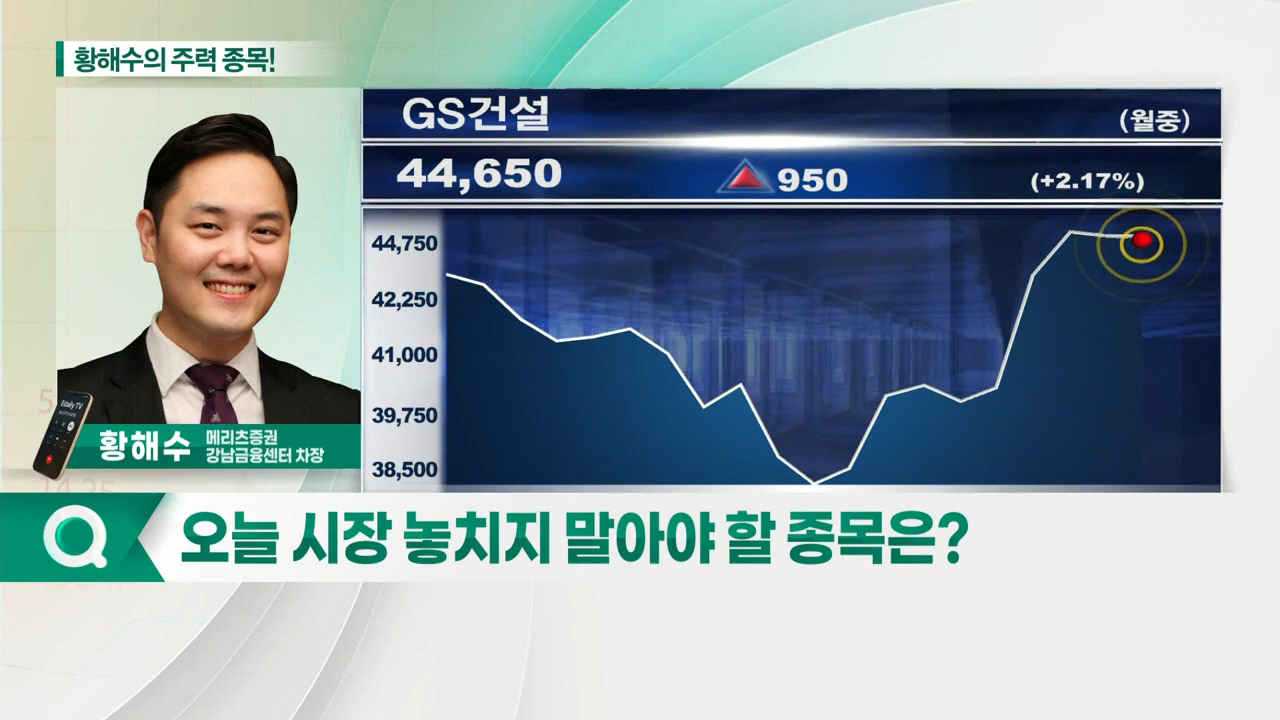 황해수의 주력 종목!
GS건설
(월중)
44,650
950
(+2.17%)
44,750
42,250
41,000
39,750
38,500
Edaily TV
황해수
메리츠증권
강남금융센터 차장
오늘 시장 놓치지 말아야 할 종목은?